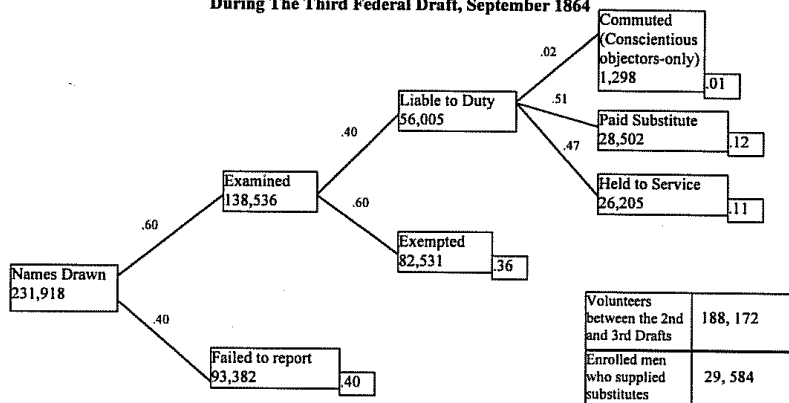 During The Third Federal Draft, September 1864
Commuted
(Conscientious
objectors-only)
1,298
.01
.02
Liable to Duty
56,005
.51
Paid Substitute
28,502
.12
.40
.47
Examined
138,536
Held to Service
26,205
.11
.60
.60
Exempted
82,531
.36
Names Drawn
231,918
.40
Failed to report
93,382
.40
Volunteers
between the 2nd
and 3rd Drafts
188, 172
Enrolled men
who supplied
substitutes
29, 584